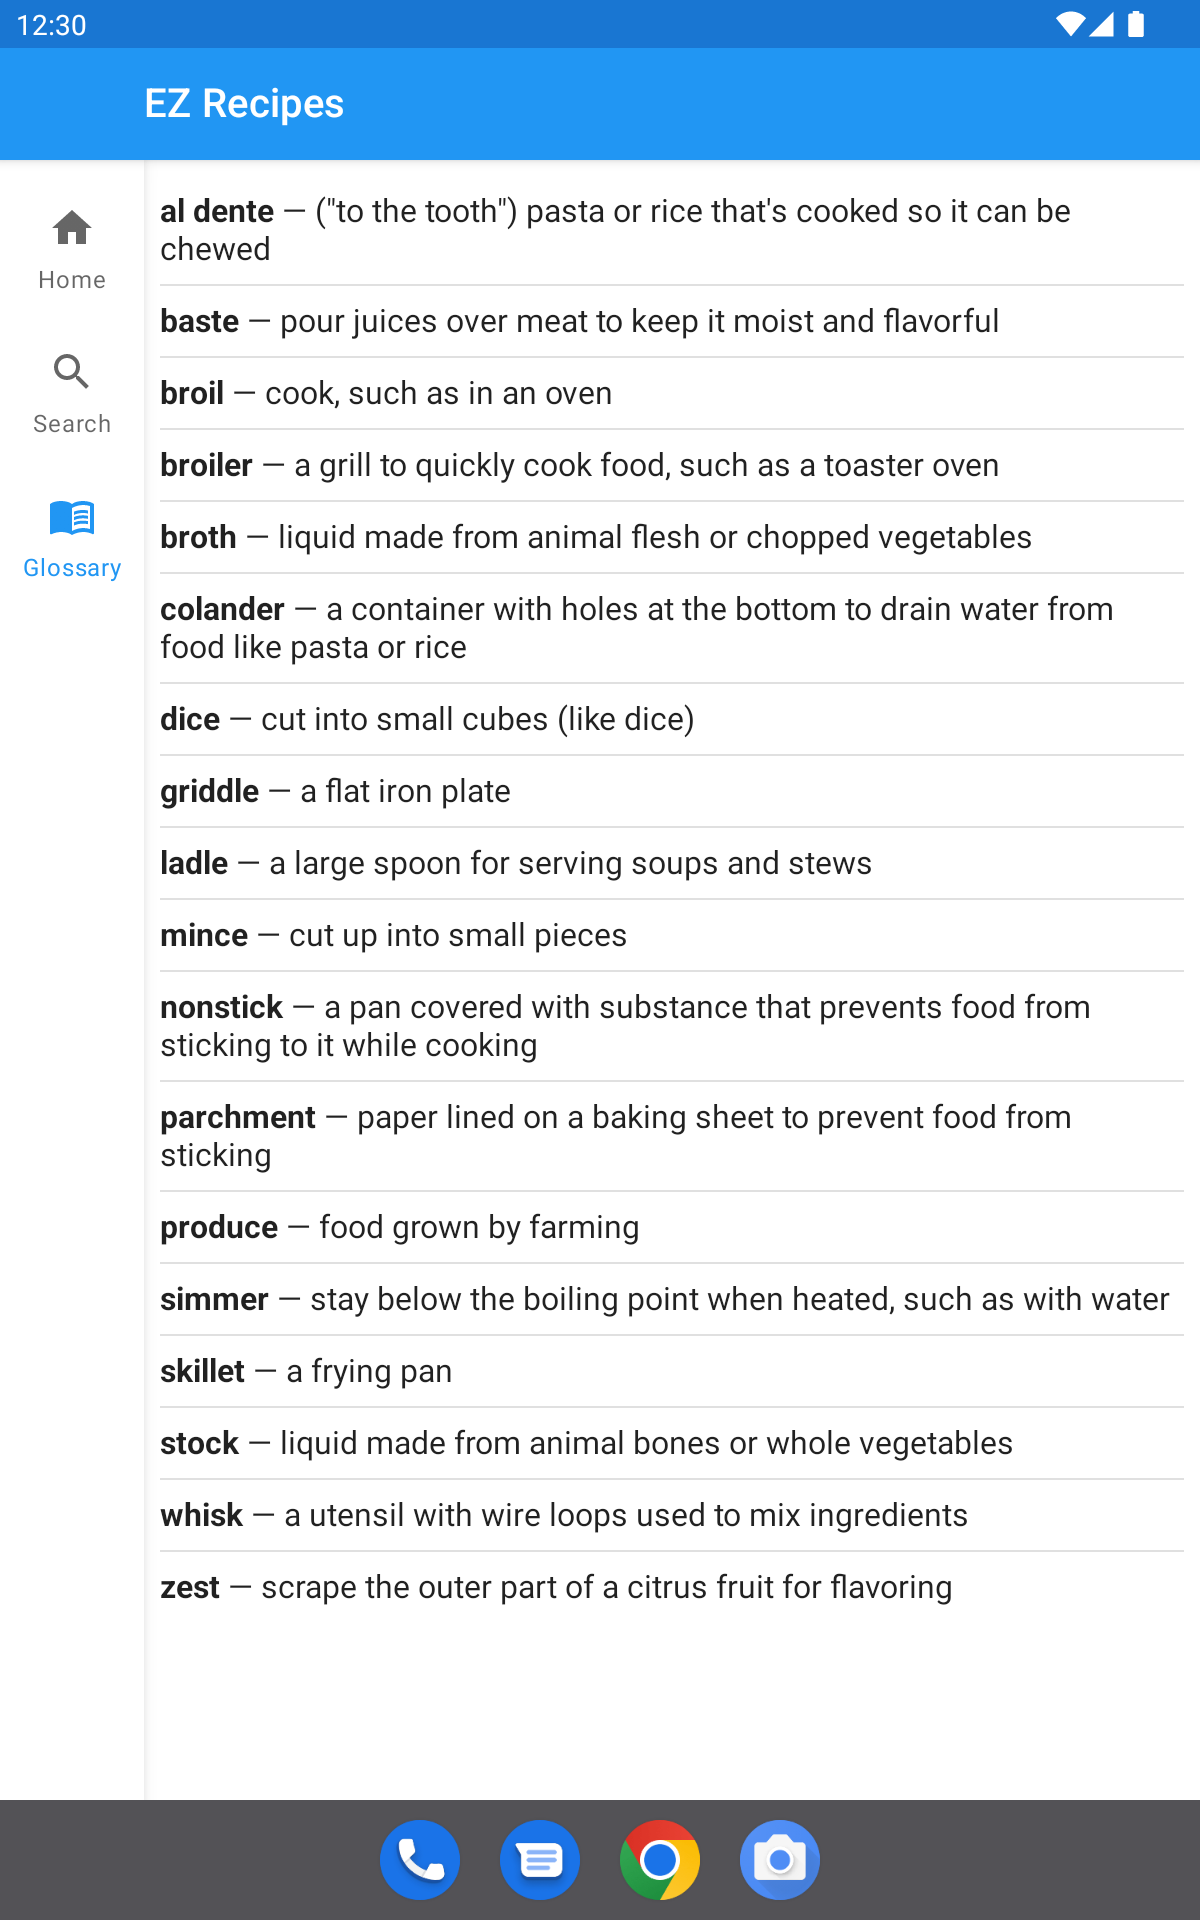 12:30
EZ Recipes
Home
Search
Glossary
al dente — ("to the tooth") pasta or rice that's cooked so it can be
chewed
baste — pour juices over meat to keep it moist and flavorful
broil — cook, such as in an oven
broiler — a grill to quickly cook food, such as a toaster oven
broth — liquid made from animal flesh or chopped vegetables
colander — a container with holes at the bottom to drain water from
food like pasta or rice
dice — cut into small cubes (like dice)
griddle — a flat iron plate
ladle — a large spoon for serving soups and stews
mince — cut up into small pieces
nonstick — a pan covered with substance that prevents food from
sticking to it while cooking
parchment — paper lined on a baking sheet to prevent food from
sticking
produce — food grown by farming
simmer — stay below the boiling point when heated, such as with water
skillet — a frying pan
stock — liquid made from animal bones or whole vegetables
whisk — a utensil with wire loops used to mix ingredients
zest — scrape the outer part of a citrus fruit for flavoring